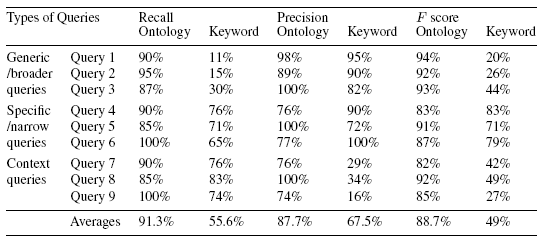 Types of Queries Recall Precision F score
Ontology Keyword Ontology Keyword Ontology Keyword
Generic Query 1 90% 11% 98% 95% 94% 20%
/broader Query 2 95% 15% 89% 90% 92% 26%
queries Query 3 87% 30% 100% 82% 93% 44%
Specific Query 4 90% 76% 76% 90% 83% 83%
/narrow Query 5 85% 71% 100% 72% 91% 71%
queries Query 6 100% 65% 77% 100% 87% 79%
Context Query 7 90% 76% 76% 29% 82% 42%
queries Query 8 85% 83% 100% 34% 92% 49%
Query 9 100% 74% 74% 16% 85% 27%
Averages 91.3% 55.6% 87.7% 67.5% 88.7% 49%